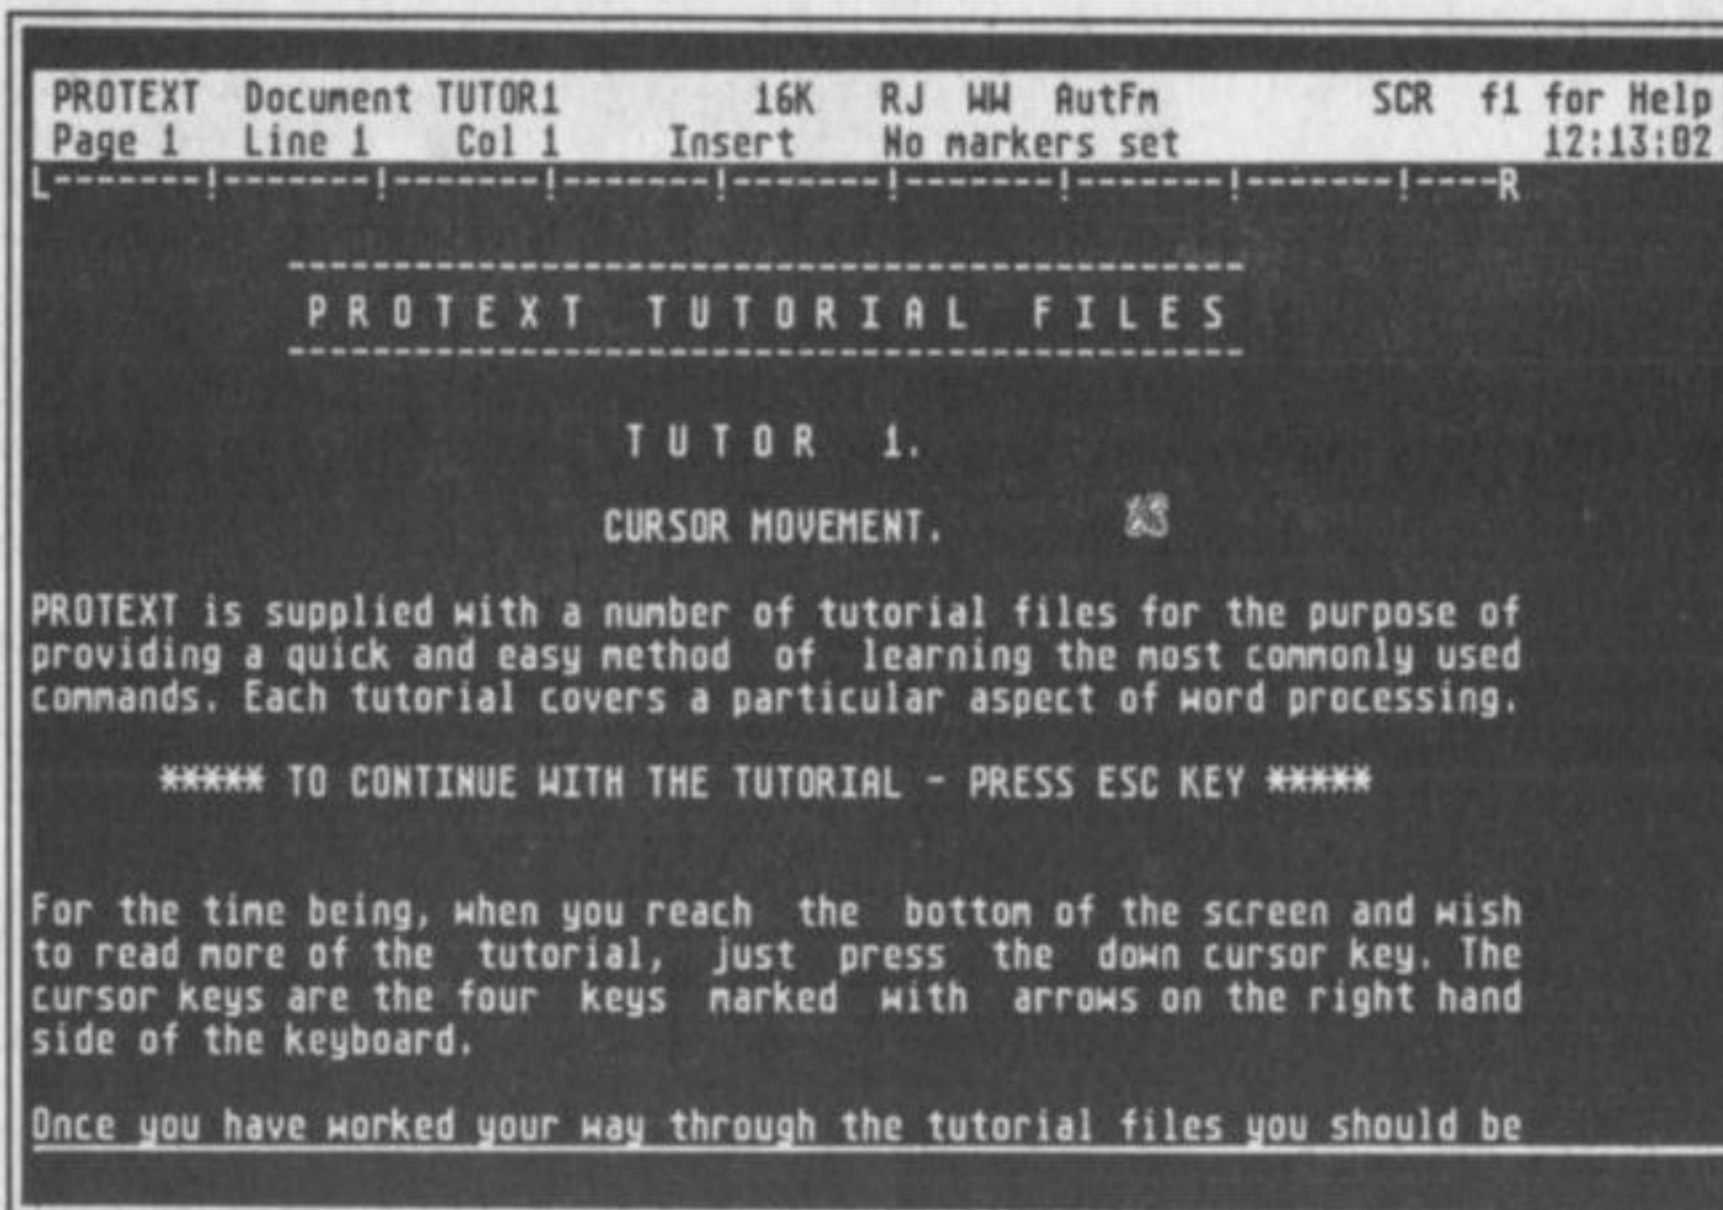 PROTEXT Document TUTOR1 16K RJ WW AutFm SCR f1 for Help
Page 1 Line 1 Col 1 Insert No markers set 12:13:02
L-------!-------!-------!-------!-------!-------!-------!-------!----R
---------------------------------------------
P R O T E X T   T U T O R I A L   F I L E S
---------------------------------------------
T U T O R   1.
CURSOR MOVEMENT.
PROTEXT is supplied with a number of tutorial files for the purpose of
providing a quick and easy method  of  learning the most commonly used
commands. Each tutorial covers a particular aspect of word processing.
***** TO CONTINUE WITH THE TUTORIAL - PRESS ESC KEY *****
For the time being, when you reach  the  bottom of the screen and wish
to read more of the  tutorial,  just  press  the  down cursor key. The
cursor keys are the four  keys  marked  with  arrows on the right hand
side of the keyboard.
Once you have worked your way through the tutorial files you should be